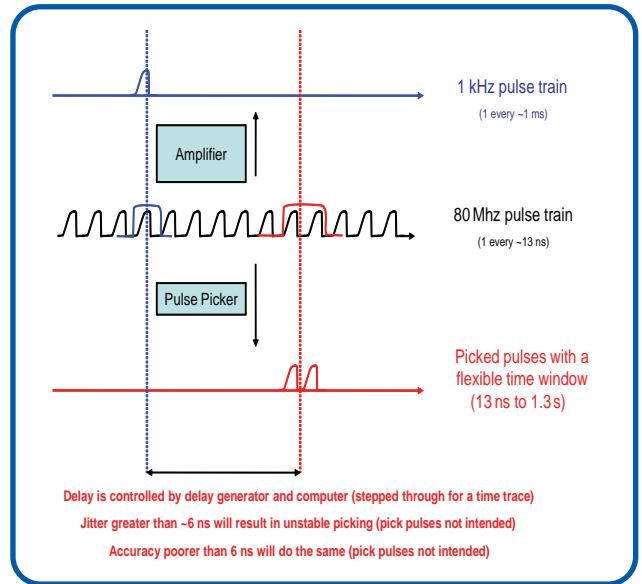 1 kHz pulse train
(1 every ~1 ms)
Amplifier
80 Mhz pulse train
(1 every ~13 ns)
Pulse Picker
Picked pulses with a
flexible time window
(13 ns to 1.3 s)
Delay is controlled by delay generator and computer (stepped through for a time trace)
Jitter greater than ~6 ns will result in unstable picking (pick pulses not intended)
Accuracy poorer than 6 ns will do the same (pick pulses not intended)